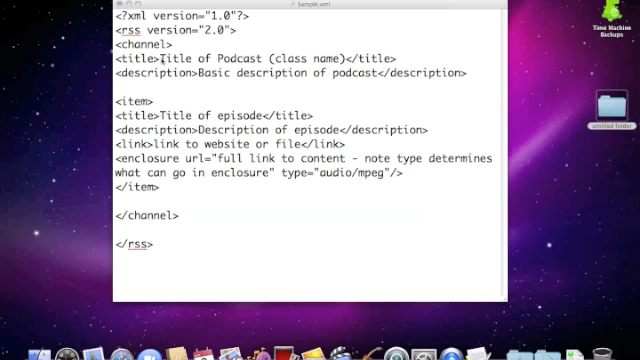 Sample.xml
<?xml version="1.0"?>
<rss version="2.0">
<channel>
<title>Title of Podcast (class name)</title>
<description>Basic description of podcast</description>
<item>
<title>Title of episode</title>
<description>Description of episode</description>
<link>link to website or file</link>
<enclosure url="full link to content - note type determines
what can go in enclosure" type="audio/mpeg"/>
</item>
</channel>
</rss>
Time Machine
Backups
untitled folder